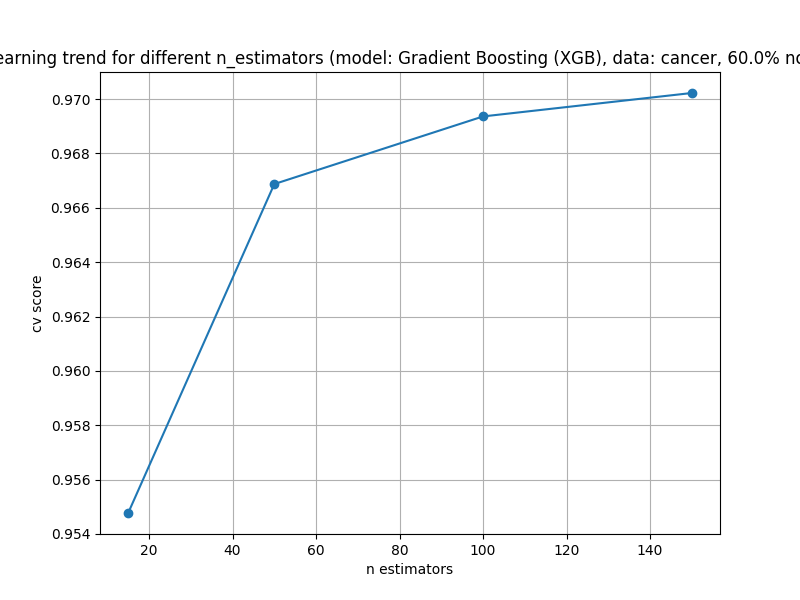 earning trend for different n_estimators (model: Gradient Boosting (XGB), data: cancer, 60.0% no
0.970
0.968
0.966
0.964
0.962
0.960
0.958
0.956
0.954
cv score
20 40 60 80 100 120 140
n estimators